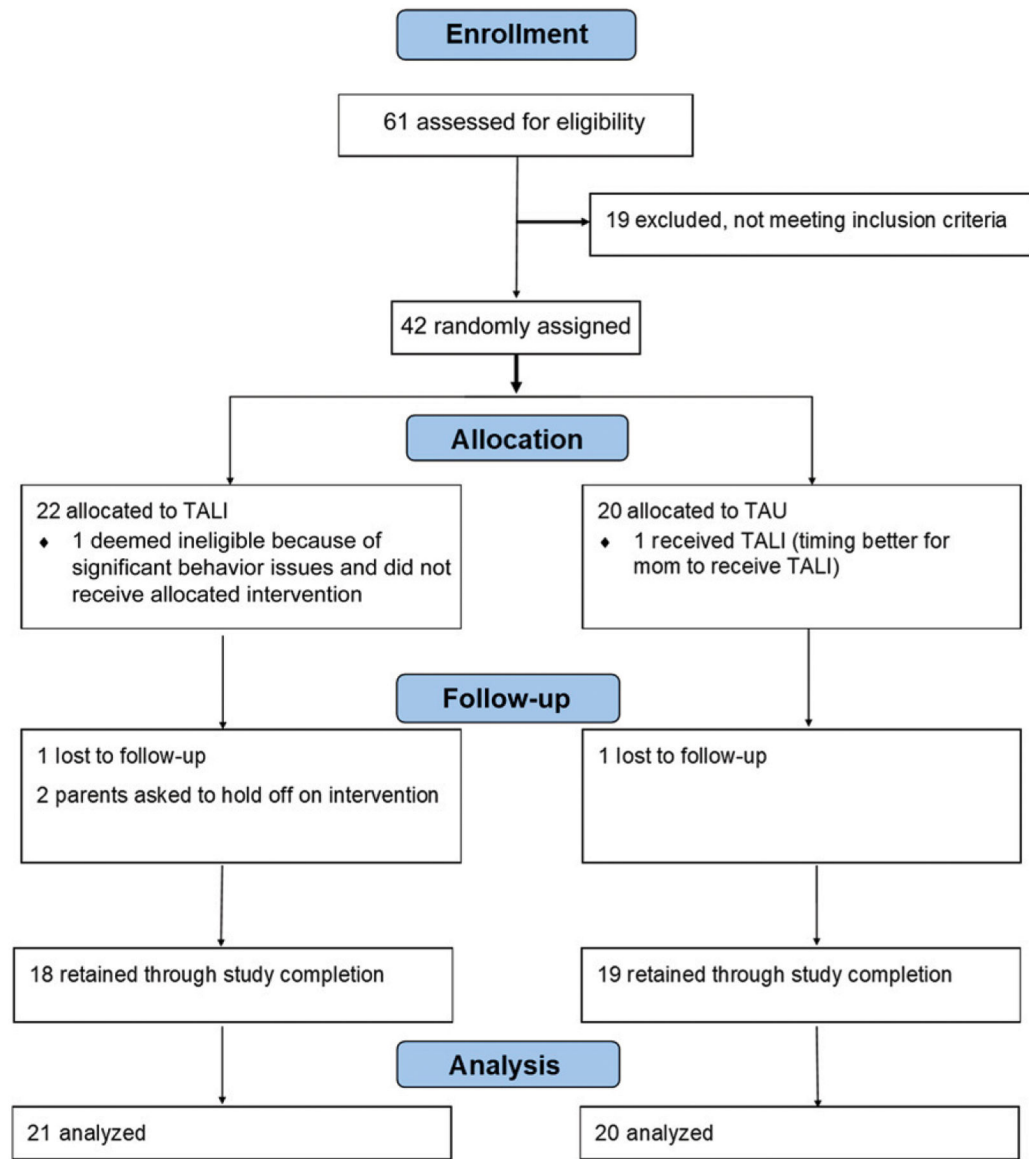 Enrollment
61 assessed for eligibility
19 excluded, not meeting inclusion criteria
42 randomly assigned
Allocation
22 allocated to TALI
♦ 1 deemed ineligible because of
significant behavior issues and did not
receive allocated intervention
20 allocated to TAU
♦ 1 received TALI (timing better for
mom to receive TALI)
Follow-up
1 lost to follow-up
2 parents asked to hold off on intervention
1 lost to follow-up
18 retained through study completion
19 retained through study completion
Analysis
21 analyzed
20 analyzed